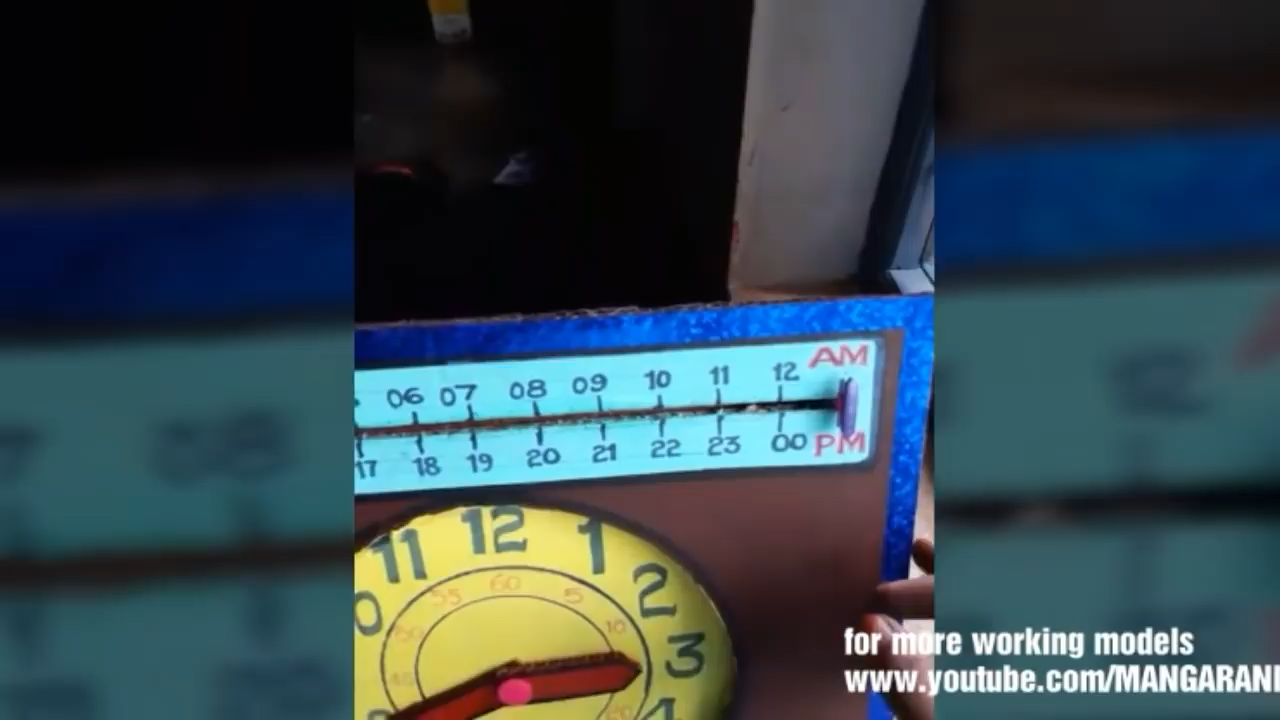 AM
06 07 08 09 10 11 12
17 18 19 20 21 22 23 00 PM
12
11 1
2
3
60
55 5
10
for more working models
www.youtube.com/MANGARANI